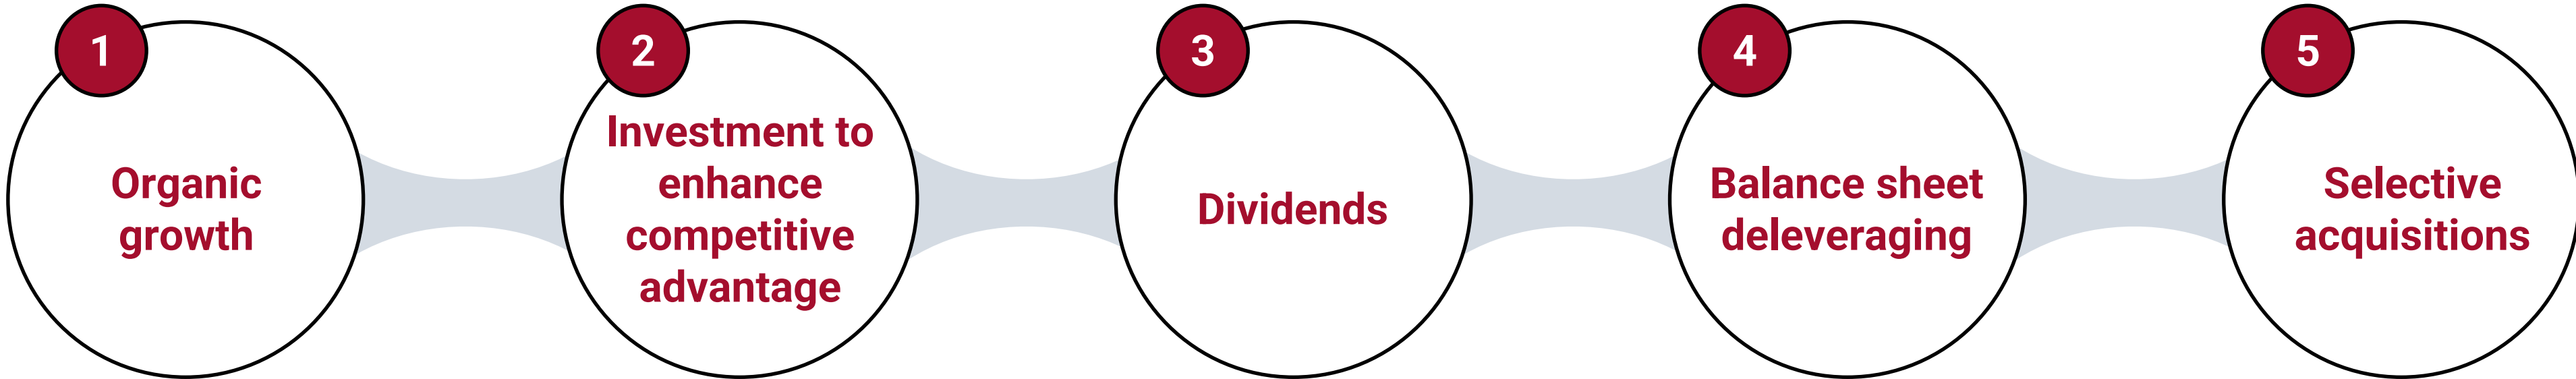 1
Organic
growth
2
Investment to
enhance
competitive
advantage
3
Dividends
4
Balance sheet
deleveraging
5
Selective
acquisitions